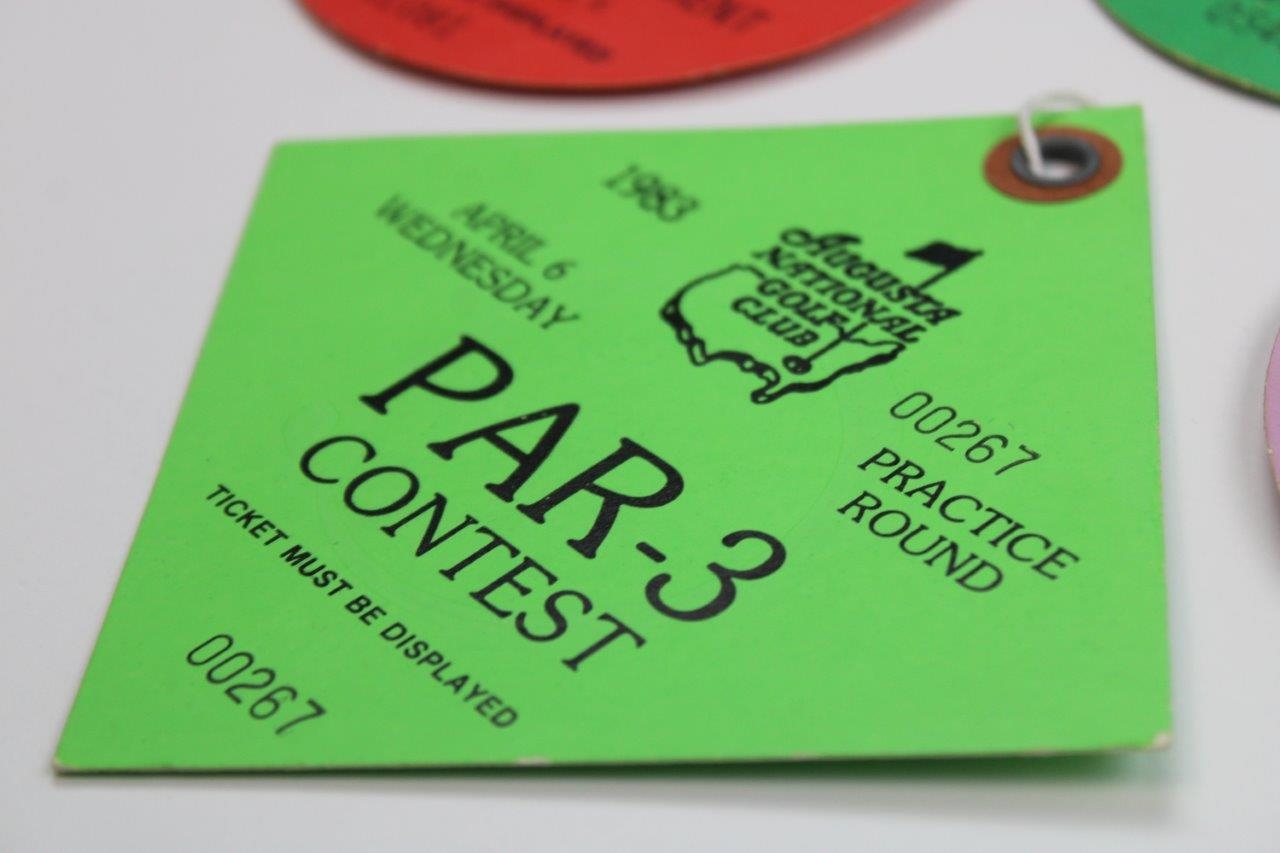 1983
APRIL 6
WEDNESDAY
AUGUSTA
NATIONAL
GOLF
CLUB
00267
PRACTICE
ROUND
PAR-3
CONTEST
TICKET MUST BE DISPLAYED
00267